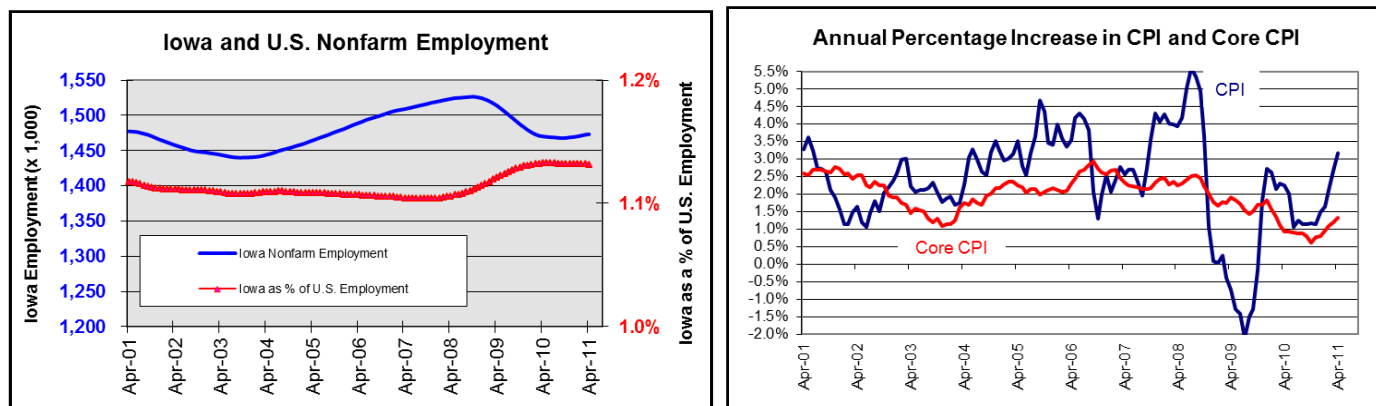 Iowa and U.S. Nonfarm Employment
Iowa Employment (x 1,000)
1,550
1,500
1,450
1,400
1,350
1,300
1,250
1,200
Iowa Nonfarm Employment
Iowa as % of U.S. Employment
1.2%
1.1%
1.0%
Iowa as a % of U.S. Employment
Apr-01
Apr-02
Apr-03
Apr-04
Apr-05
Apr-06
Apr-07
Apr-08
Apr-09
Apr-10
Apr-11
Annual Percentage Increase in CPI and Core CPI
5.5%
5.0%
4.5%
4.0%
3.5%
3.0%
2.5%
2.0%
1.5%
1.0%
0.5%
0.0%
-0.5%
-1.0%
-1.5%
-2.0%
CPI
Core CPI
Apr-01
Apr-02
Apr-03
Apr-04
Apr-05
Apr-06
Apr-07
Apr-08
Apr-09
Apr-10
Apr-11